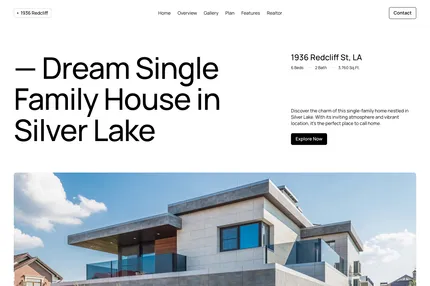 1936 Redcliff
Home Overview Gallery Plan Features Realtor
Contact
— Dream Single
Family House in
Silver Lake
1936 Redcliff St, LA
5 Beds 2 Bath 3,760 Sq.Ft.
Discover the charm of this single-family home nestled in
Silver Lake. With its inviting atmosphere and vibrant
location, it's the perfect place to call home.
Explore Now